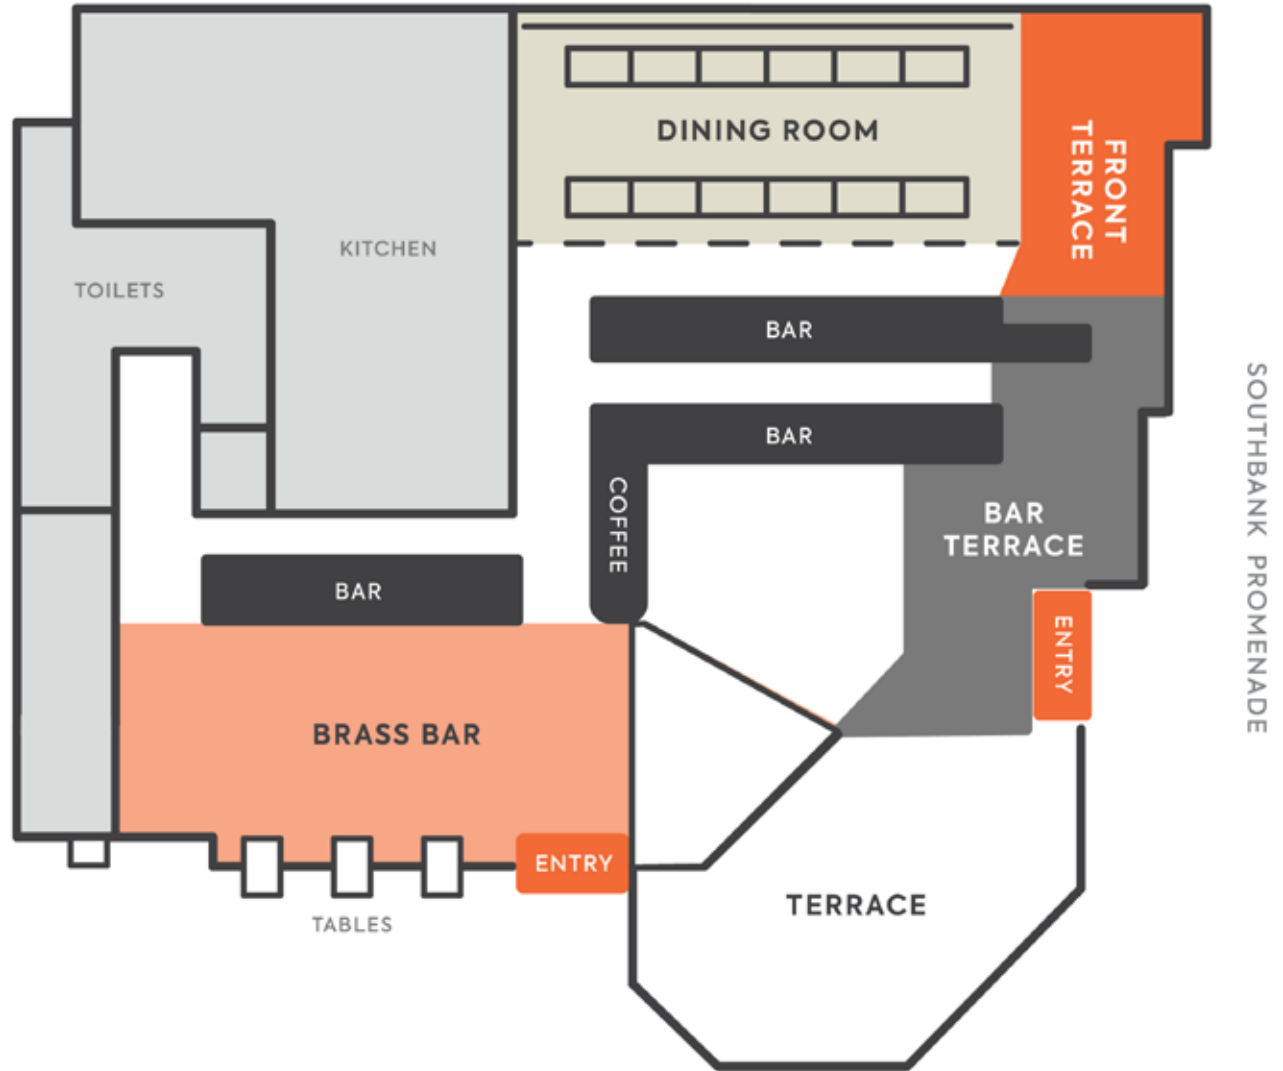 DINING ROOM
FRONT
TERRACE
KITCHEN
TOILETS
BAR
BAR
COFFEE
BAR
TERRACE
SOUTHBANK PROMENADE
BAR
ENTRY
BRASS BAR
ENTRY
TERRACE
TABLES